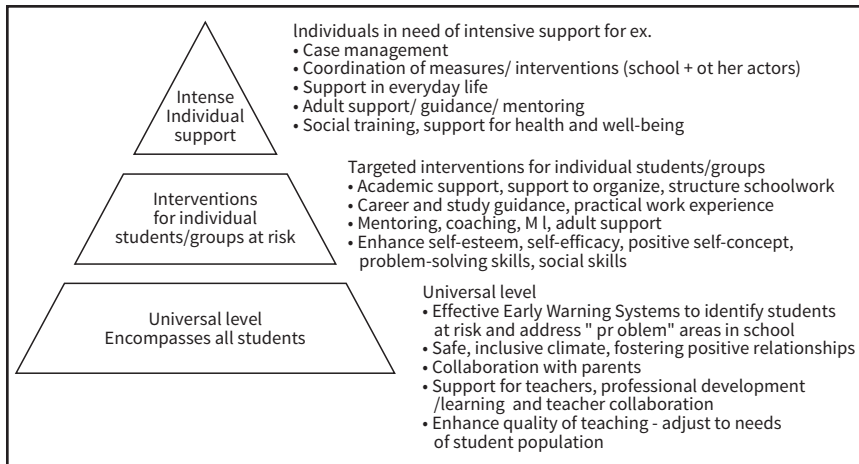 Intense
Individual
support
Individuals in need of intensive support for ex.
• Case management
• Coordination of measures/ interventions (school + ot her actors)
• Support in everyday life
• Adult support/ guidance/ mentoring
• Social training, support for health and well-being
Interventions
for individual
students/groups at risk
Targeted interventions for individual students/groups
• Academic support, support to organize, structure schoolwork
• Career and study guidance, practical work experience
• Mentoring, coaching, M l, adult support
• Enhance self-esteem, self-efficacy, positive self-concept,
problem-solving skills, social skills
Universal level
Encompasses all students
Universal level
• Effective Early Warning Systems to identify students
at risk and address " pr oblem" areas in school
• Safe, inclusive climate, fostering positive relationships
• Collaboration with parents
• Support for teachers, professional development
/learning and teacher collaboration
• Enhance quality of teaching - adjust to needs
of student population